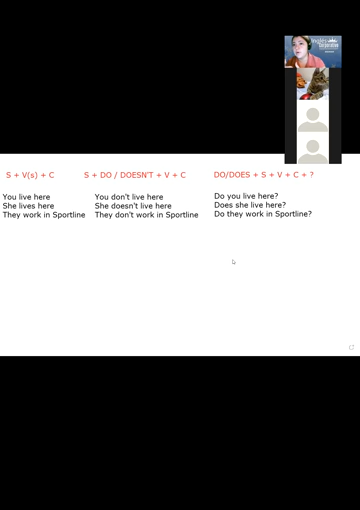 S + V(s) + C
You live here
She lives here
They work in Sportline
S + DO / DOESN'T + V + C
You don't live here
She doesn't live here
They don't work in Sportline
DO/DOES + S + V + C + ?
Do you live here?
Does she live here?
Do they work in Sportline?